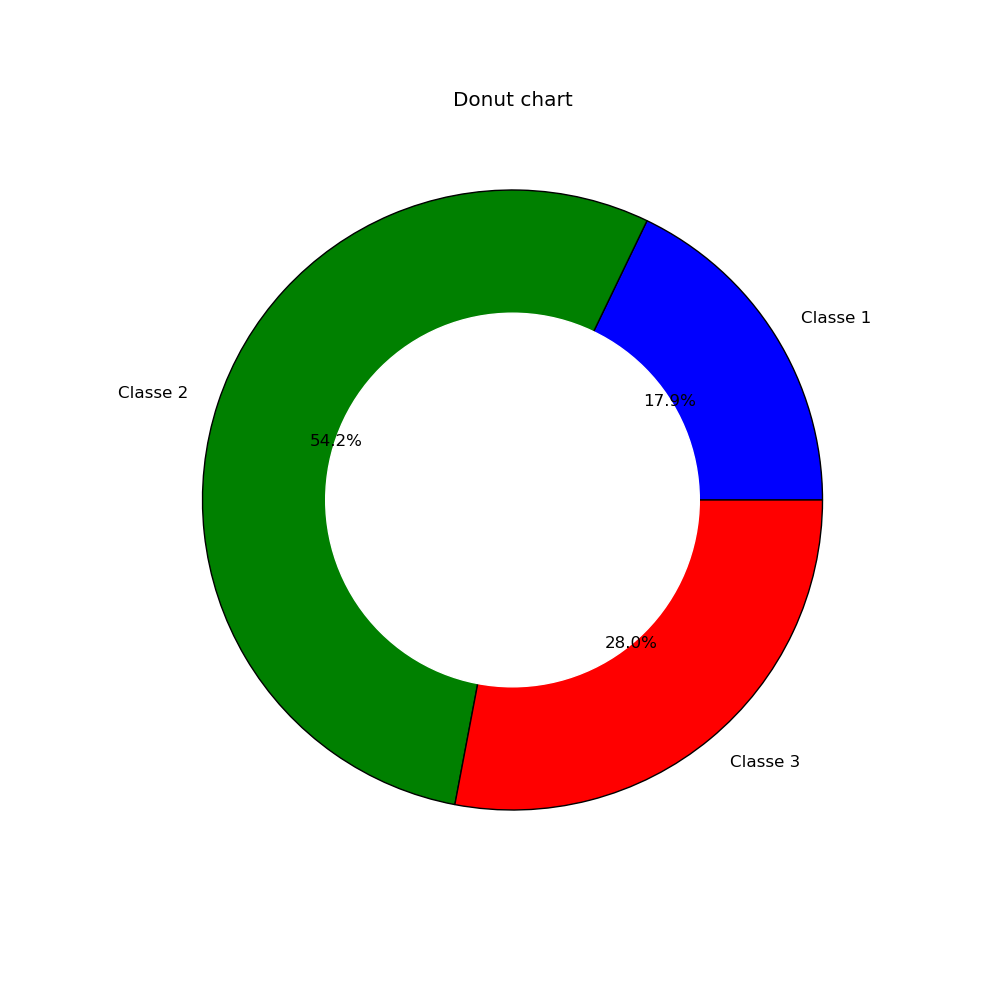 Donut chart
Classe 1
Classe 2
17.9%
54.2%
28.0%
Classe 3